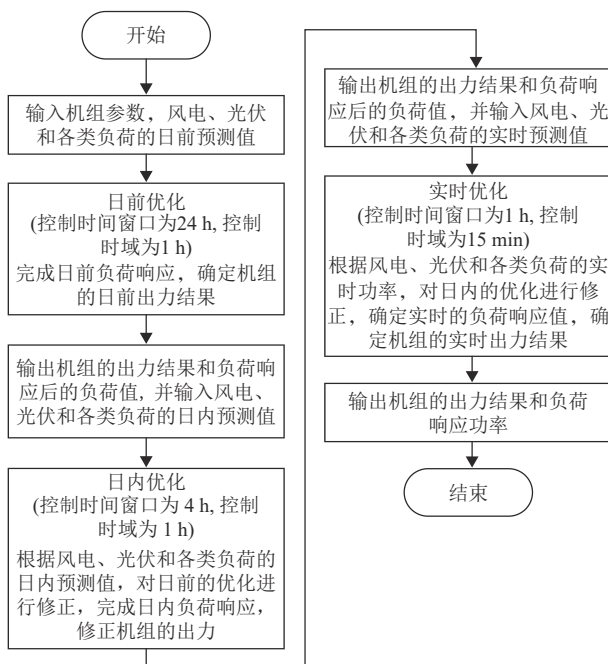 开始
输入机组参数，风电、光伏
和各类负荷的日前预测值
日前优化
(控制时间窗口为24 h, 控制
时域为1 h)
完成日前负荷响应，确定机组
的日前出力结果
输出机组的出力结果和负荷响
应后的负荷值, 并输入风电、
光伏和各类负荷的日内预测值
日内优化
(控制时间窗口为 4 h, 控制
时域为 1 h)
根据风电、光伏和各类负荷的
日内预测值，对日前的优化进
行修正，完成日内负荷响应，
修正机组的出力
输出机组的出力结果和负荷响
应后的负荷值，并输入风电、光
伏和各类负荷的实时预测值
实时优化
(控制时间窗口为1 h, 控制
时域为15 min)
根据风电、光伏和各类负荷的实
时功率，对日内的优化进行修
正，确定实时的负荷响应值，确
定机组的实时出力结果
输出机组的出力结果和负荷
响应功率
结束